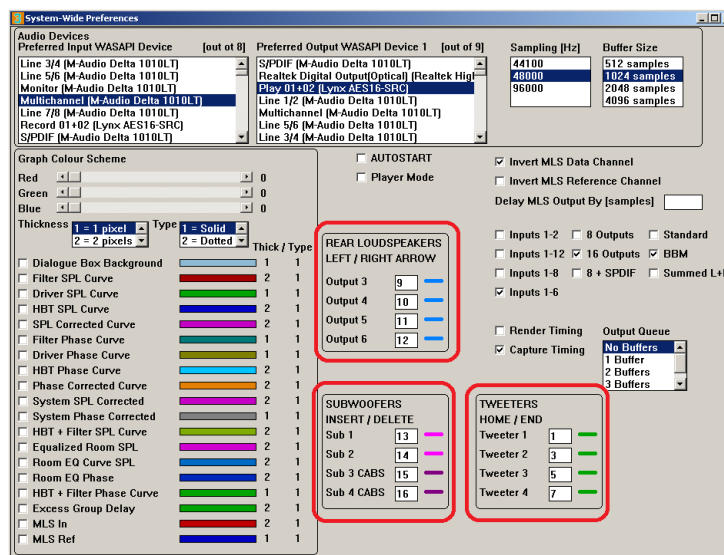 System-Wide Preferences
Audio Devices
Preferred Input WASAPI Device [out of 8]
Line 3/4 (M-Audio Delta 1010LT)
Line 5/6 (M-Audio Delta 1010LT)
Monitor (M-Audio Delta 1010LT)
Multichannel (M-Audio Delta 1010LT)
Line 7/8 (M-Audio Delta 1010LT)
Record 01+02 (Lynx AES16-SRC)
S/PDIF (M-Audio Delta 1010LT)
Preferred Output WASAPI Device 1 [out of 9]
S/PDIF (M-Audio Delta 1010LT)
Realtek Digital Output(Optical) (Realtek High
Play 01+02 (Lynx AES16-SRC)
Line 1/2 (M-Audio Delta 1010LT)
Multichannel (M-Audio Delta 1010LT)
Line 5/6 (M-Audio Delta 1010LT)
Line 3/4 (M-Audio Delta 1010LT)
Sampling [Hz]
44100
48000
96000
Buffer Size
512 samples
1024 samples
2048 samples
4096 samples
Graph Colour Scheme
Red 0
Green 0
Blue 0
Thickness
1 = 1 pixel
2 = 2 pixels
Type
1 = Solid
2 = Dotted
Thick / Type
Dialogue Box Background 1 1
Filter SPL Curve 2 1
Driver SPL Curve 1 1
HBT SPL Curve 2 1
SPL Corrected Curve 2 1
Filter Phase Curve 2 1
Driver Phase Curve 2 1
HBT Phase Curve 2 1
Phase Corrected Curve 2 1
System SPL Corrected 2 1
System Phase Corrected 1 1
HBT + Filter SPL Curve 2 1
Equalized Room SPL 2 1
Room EQ Curve SPL 2 1
Room EQ Phase 2 1
HBT + Filter Phase Curve 1 1
Excess Group Delay 2 1
MLS In 2 1
MLS Ref 1 1
AUTOSTART
Player Mode
Invert MLS Data Channel
Invert MLS Reference Channel
Delay MLS Output By [samples]
Inputs 1-2 8 Outputs Standard
Inputs 1-12 16 Outputs BBM
Inputs 1-8 8 + SPDIF Summed L+
Inputs 1-6
Render Timing
Capture Timing
Output Queue
No Buffers
1 Buffer
2 Buffers
3 Buffers
REAR LOUDSPEAKERS
LEFT / RIGHT ARROW
Output 3 9
Output 4 10
Output 5 11
Output 6 12
SUBWOOFERS
INSERT / DELETE
Sub 1 13
Sub 2 14
Sub 3 CABS 15
Sub 4 CABS 16
TWEETERS
HOME / END
Tweeter 1 1
Tweeter 2 3
Tweeter 3 5
Tweeter 4 7